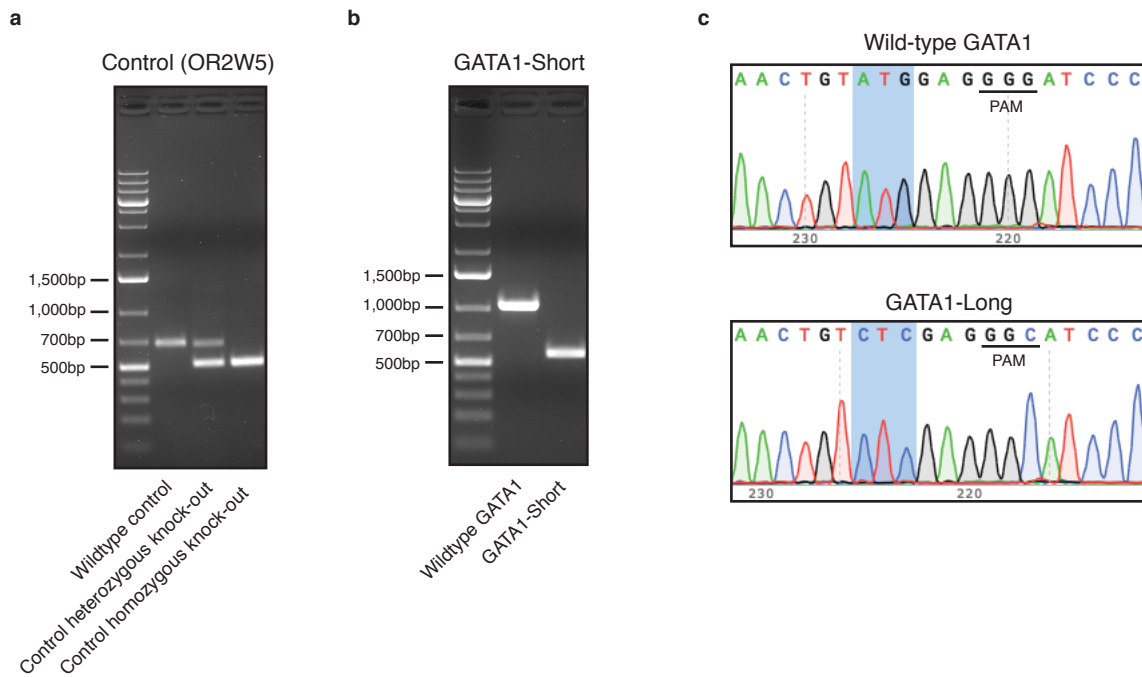 a
Control (OR2W5)
1,500bp
1,000bp
700bp
500bp
Wildtype control
Control heterozygous knock-out
Control homozygous knock-out
b
GATA1-Short
1,500bp
1,000bp
700bp
500bp
Wildtype GATA1
GATA1-Short
c
Wild-type GATA1
A A C T G T A T G G A G G G G A T C C C
PAM
230 220
GATA1-Long
A A C T G T C T C G A G G G C A T C C C
PAM
230 220